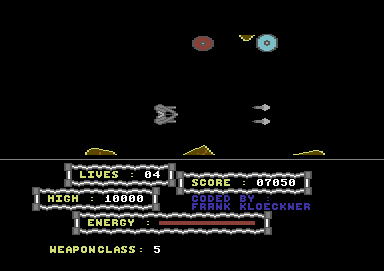 LIVES : 04
SCORE : 07050
HIGH : 10000
CODED BY :
FRANK KLOECKNER
ENERGY :
WEAPONCLASS: 5